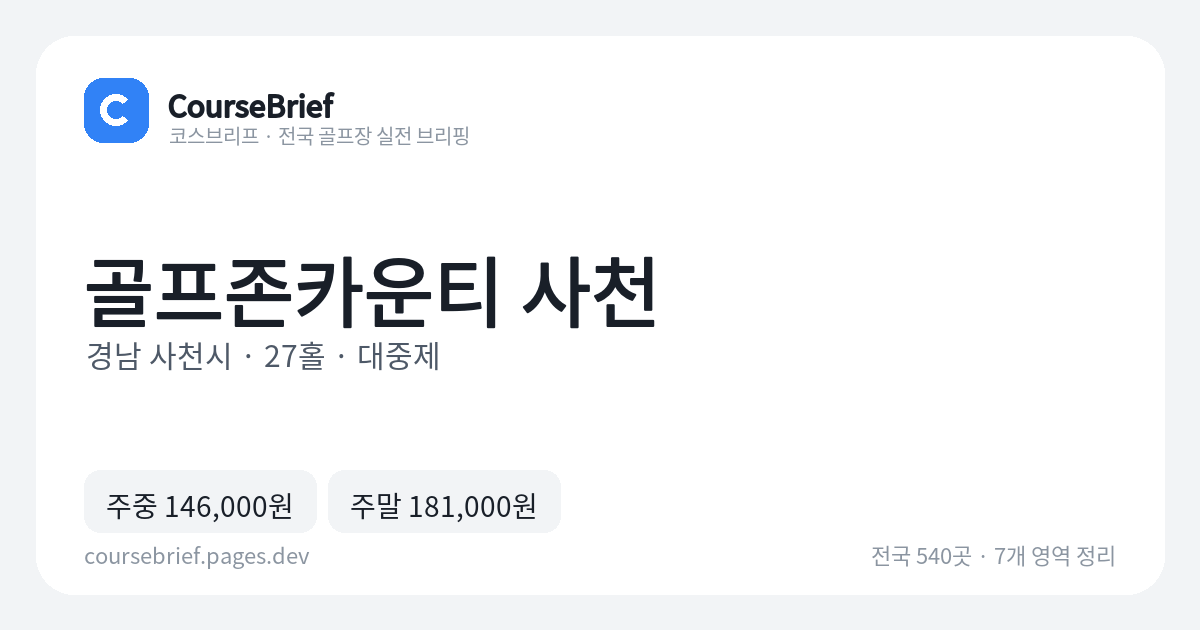 CourseBrief
코스브리프 · 전국 골프장 실전 브리핑
골프존카운티 사천
경남 사천시 · 27홀 · 대중제
주중 146,000원 주말 181,000원
coursebrief.pages.dev 전국 540곳 · 7개 영역 정리